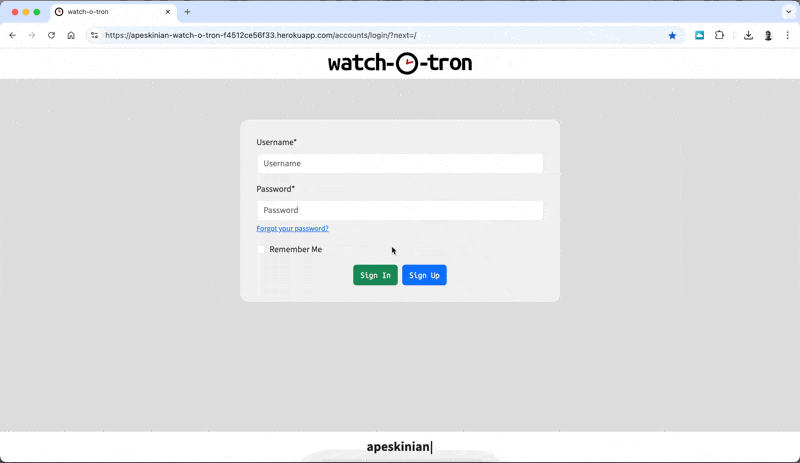 watch-o-tron
https://apeskinian-watch-o-tron-f4512ce56f33.herokuapp.com/accounts/login/?next=/
watch-o-tron
Username*
Username
Password*
Password
Forgot your password?
Remember Me
Sign In Sign Up
apeskinian|